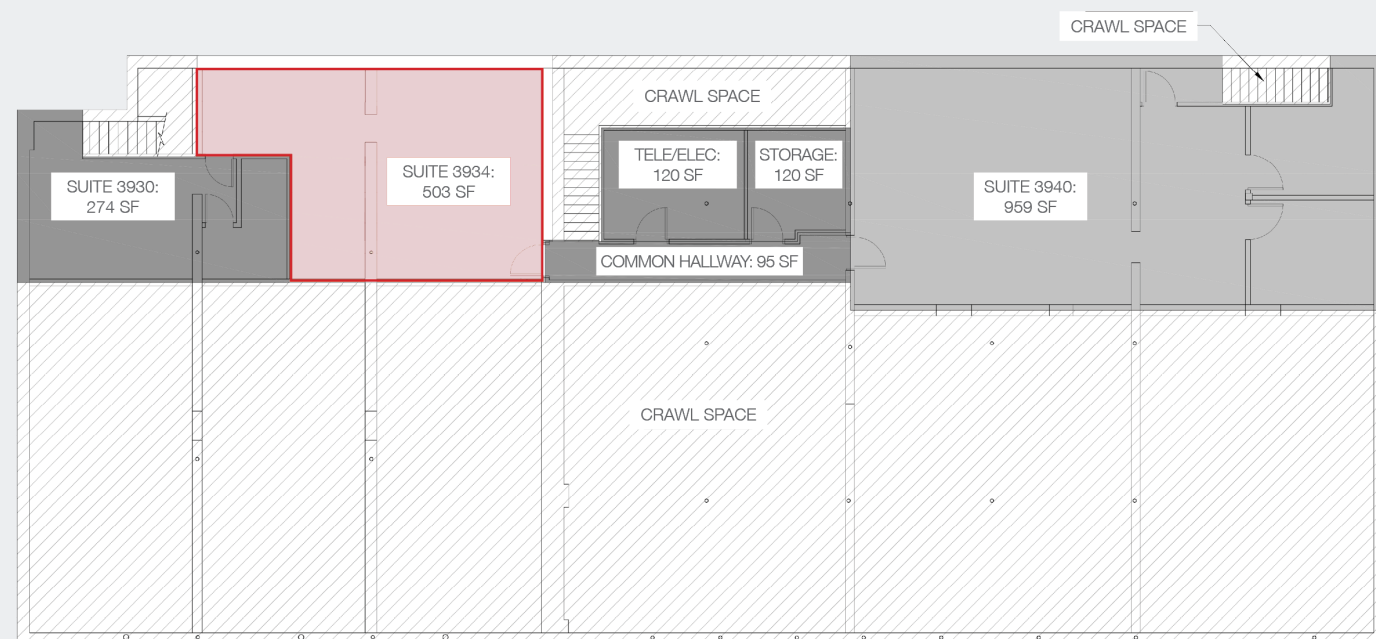 CRAWL SPACE
CRAWL SPACE
TELE/ELEC:
120 SF
STORAGE:
120 SF
SUITE 3934:
503 SF
SUITE 3930:
274 SF
SUITE 3940:
959 SF
COMMON HALLWAY: 95 SF
CRAWL SPACE